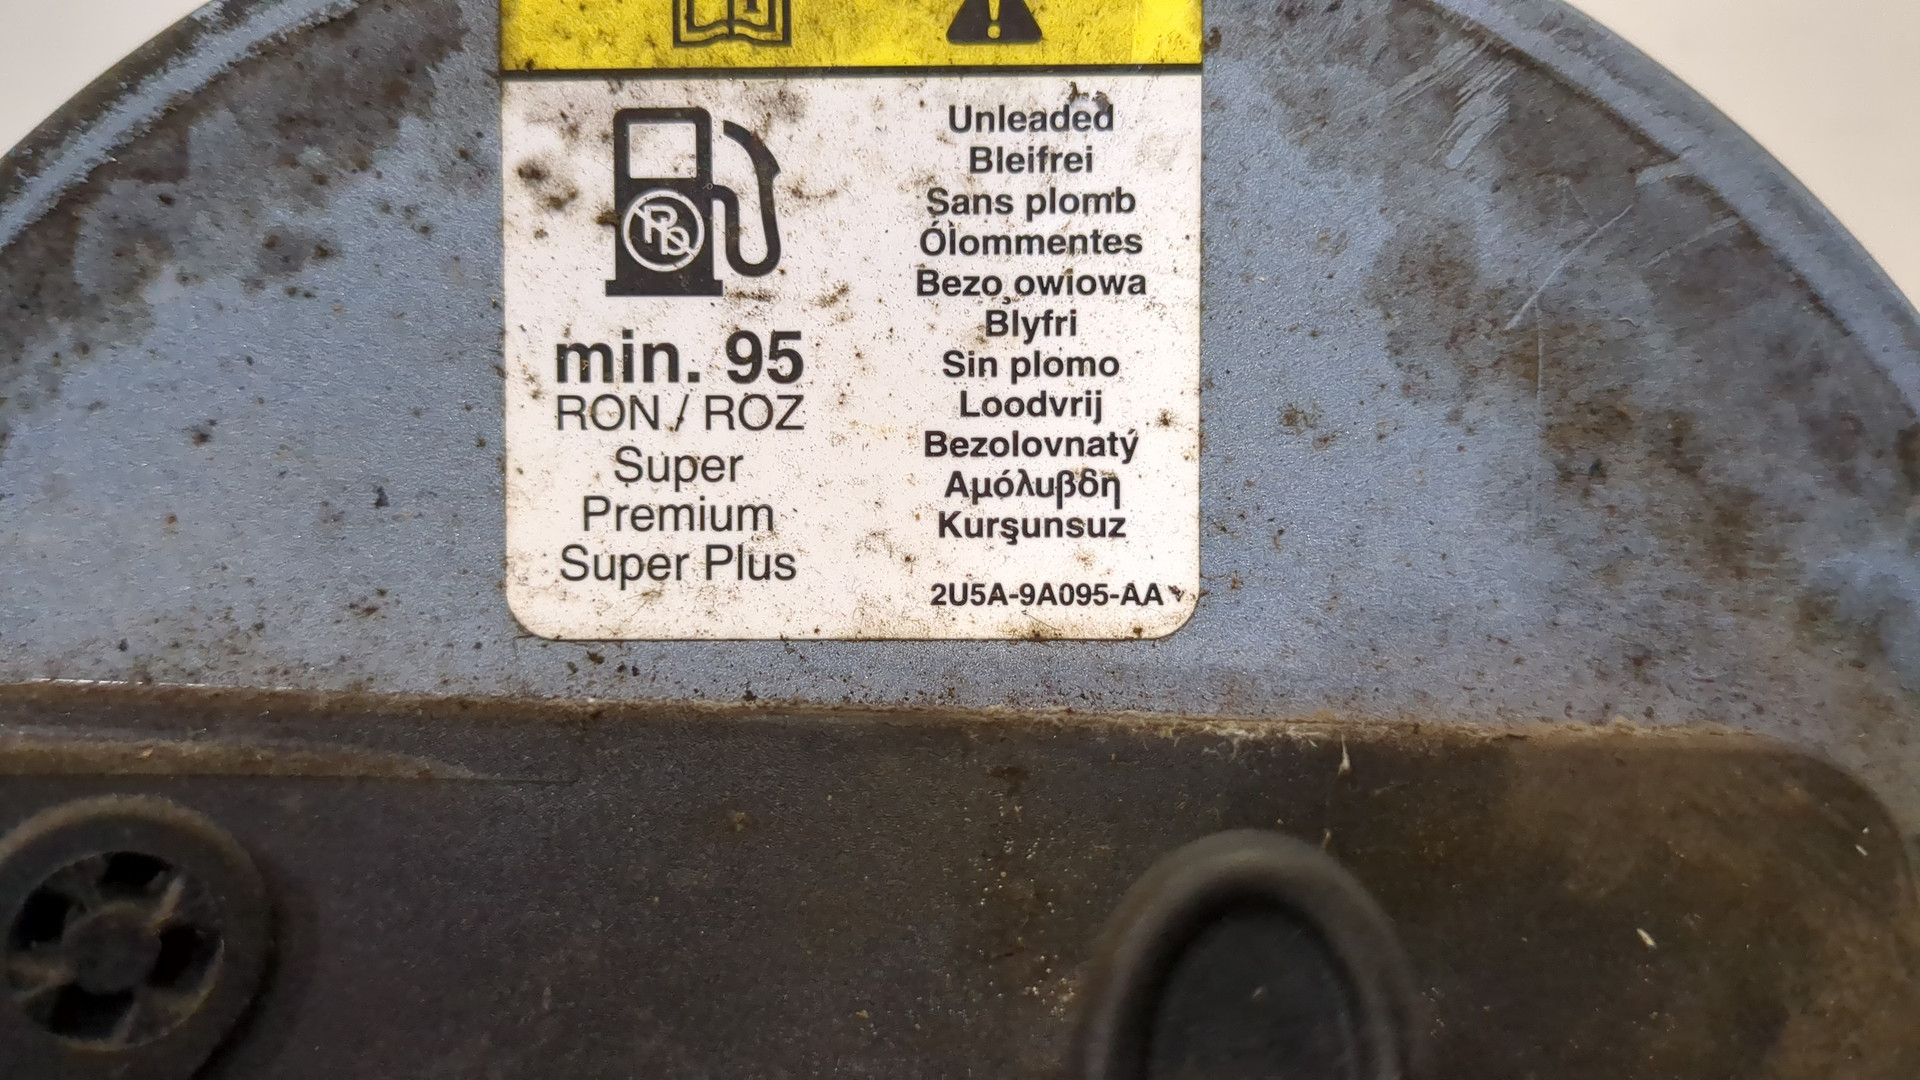 Pb
min. 95
RON / ROZ
Super
Premium
Super Plus
Unleaded
Bleifrei
Sans plomb
Ólommentes
Bezo¸owiowa
Blyfri
Sin plomo
Loodvrij
Bezolovnatý
Αμόλυβδη
Kurşunsuz
2U5A-9A095-AA